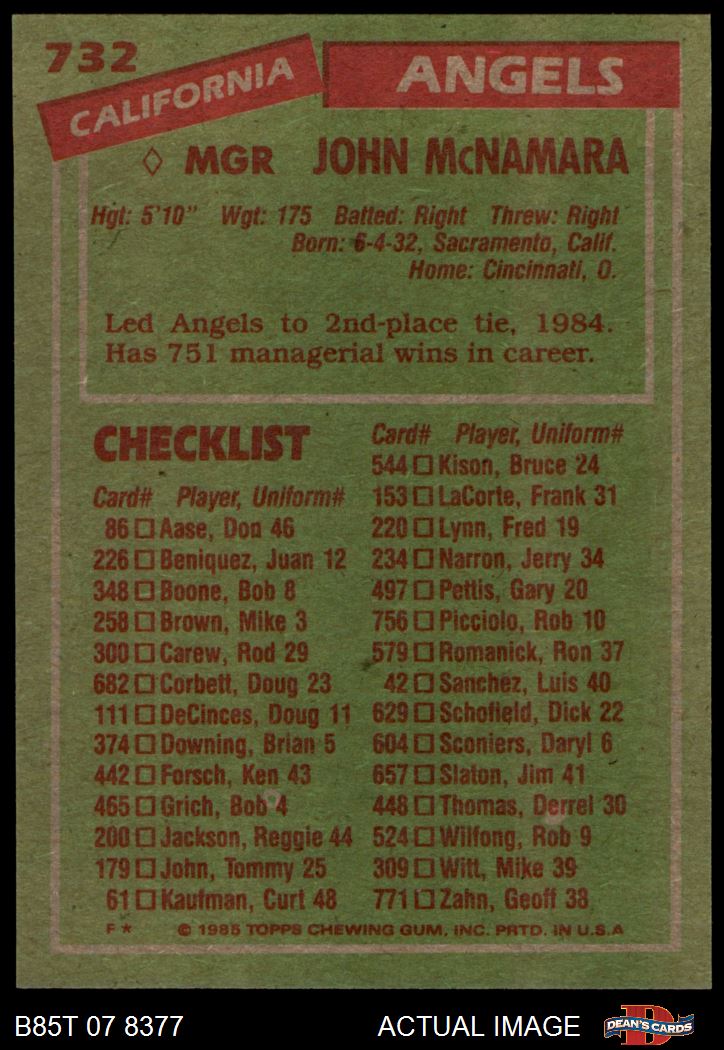 732
CALIFORNIA ANGELS
MGR JOHN McNAMARA
Hgt: 5'10" Wgt: 175 Batted: Right Threw: Right
Born: 6-4-32, Sacramento, Calif.
Home: Cincinnati, O.
Led Angels to 2nd-place tie, 1984.
Has 751 managerial wins in career.
CHECKLIST
Card# Player, Uniform#
86 Aase, Don 46
226 Beniquez, Juan 12
348 Boone, Bob 8
258 Brown, Mike 3
300 Carew, Rod 29
682 Corbett, Doug 23
111 DeCinces, Doug 11
374 Downing, Brian 5
442 Forsch, Ken 43
465 Grich, Bob 4
200 Jackson, Reggie 44
179 John, Tommy 25
61 Kaufman, Curt 48
Card# Player, Uniform#
544 Kison, Bruce 24
153 LaCorte, Frank 31
220 Lynn, Fred 19
234 Narron, Jerry 34
497 Pettis, Gary 20
756 Picciolo, Rob 10
579 Romanick, Ron 37
42 Sanchez, Luis 40
629 Schofield, Dick 22
604 Sconiers, Daryl 6
657 Slaton, Jim 41
448 Thomas, Derrel 30
524 Wilfong, Rob 9
309 Witt, Mike 39
771 Zahn, Geoff 38
F * © 1985 TOPPS CHEWING GUM, INC. PRTD. IN U.S.A
B85T 07 8377 ACTUAL IMAGE DEAN'S CARDS